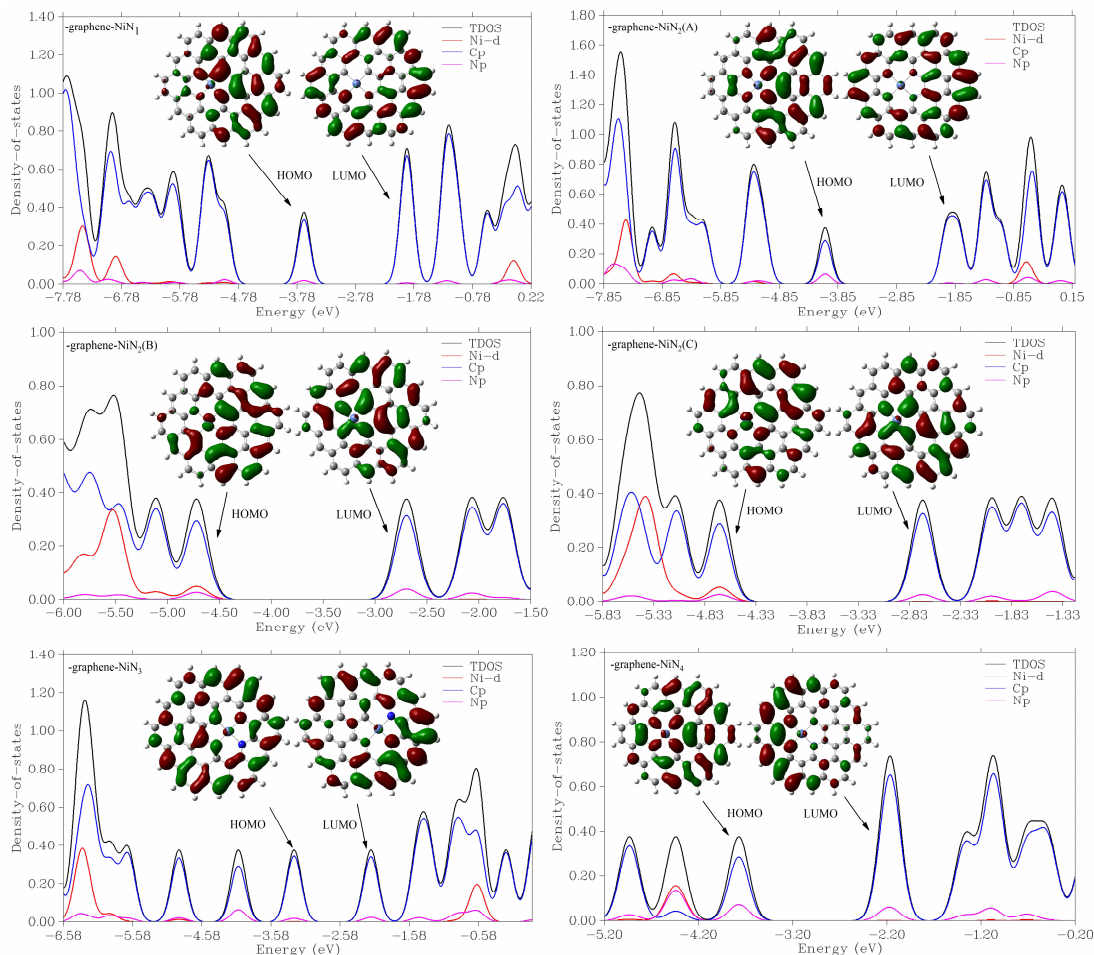 -graphene-NiN1
TDOS
Ni-d
Cp
Np
HOMO
LUMO
Density-of-states
1.40
1.20
1.00
0.80
0.60
0.40
0.20
0.00
-7.78
-6.78
-5.78
-4.78
-3.78
-2.78
-1.78
-0.78
0.22
Energy (eV)
-graphene-NiN2(A)
TDOS
Ni-d
Cp
Np
HOMO
LUMO
Density-of-states
1.80
1.60
1.40
1.20
1.00
0.80
0.60
0.40
0.20
0.00
-7.85
-6.85
-5.85
-4.85
-3.85
-2.85
-1.85
-0.85
0.15
Energy (eV)
-graphene-NiN2(B)
TDOS
Ni-d
Cp
Np
HOMO
LUMO
Density-of-states
1.00
0.80
0.60
0.40
0.20
0.00
-6.00
-5.50
-5.00
-4.50
-4.00
-3.50
-3.00
-2.50
-2.00
-1.50
Energy (eV)
-graphene-NiN2(C)
TDOS
Ni-d
Cp
Np
HOMO
LUMO
Density-of-states
1.00
0.80
0.60
0.40
0.20
0.00
-5.83
-5.33
-4.83
-4.33
-3.83
-3.33
-2.83
-2.33
-1.83
-1.33
Energy (eV)
-graphene-NiN3
TDOS
Ni-d
Cp
Np
HOMO
LUMO
Density-of-states
1.40
1.20
1.00
0.80
0.60
0.40
0.20
0.00
-6.58
-5.58
-4.58
-3.58
-2.58
-1.58
-0.58
Energy (eV)
-graphene-NiN4
TDOS
Ni-d
Cp
Np
HOMO
LUMO
Density-of-states
1.20
1.00
0.80
0.60
0.40
0.20
0.00
-5.20
-4.20
-3.20
-2.20
-1.20
-0.20
Energy (eV)